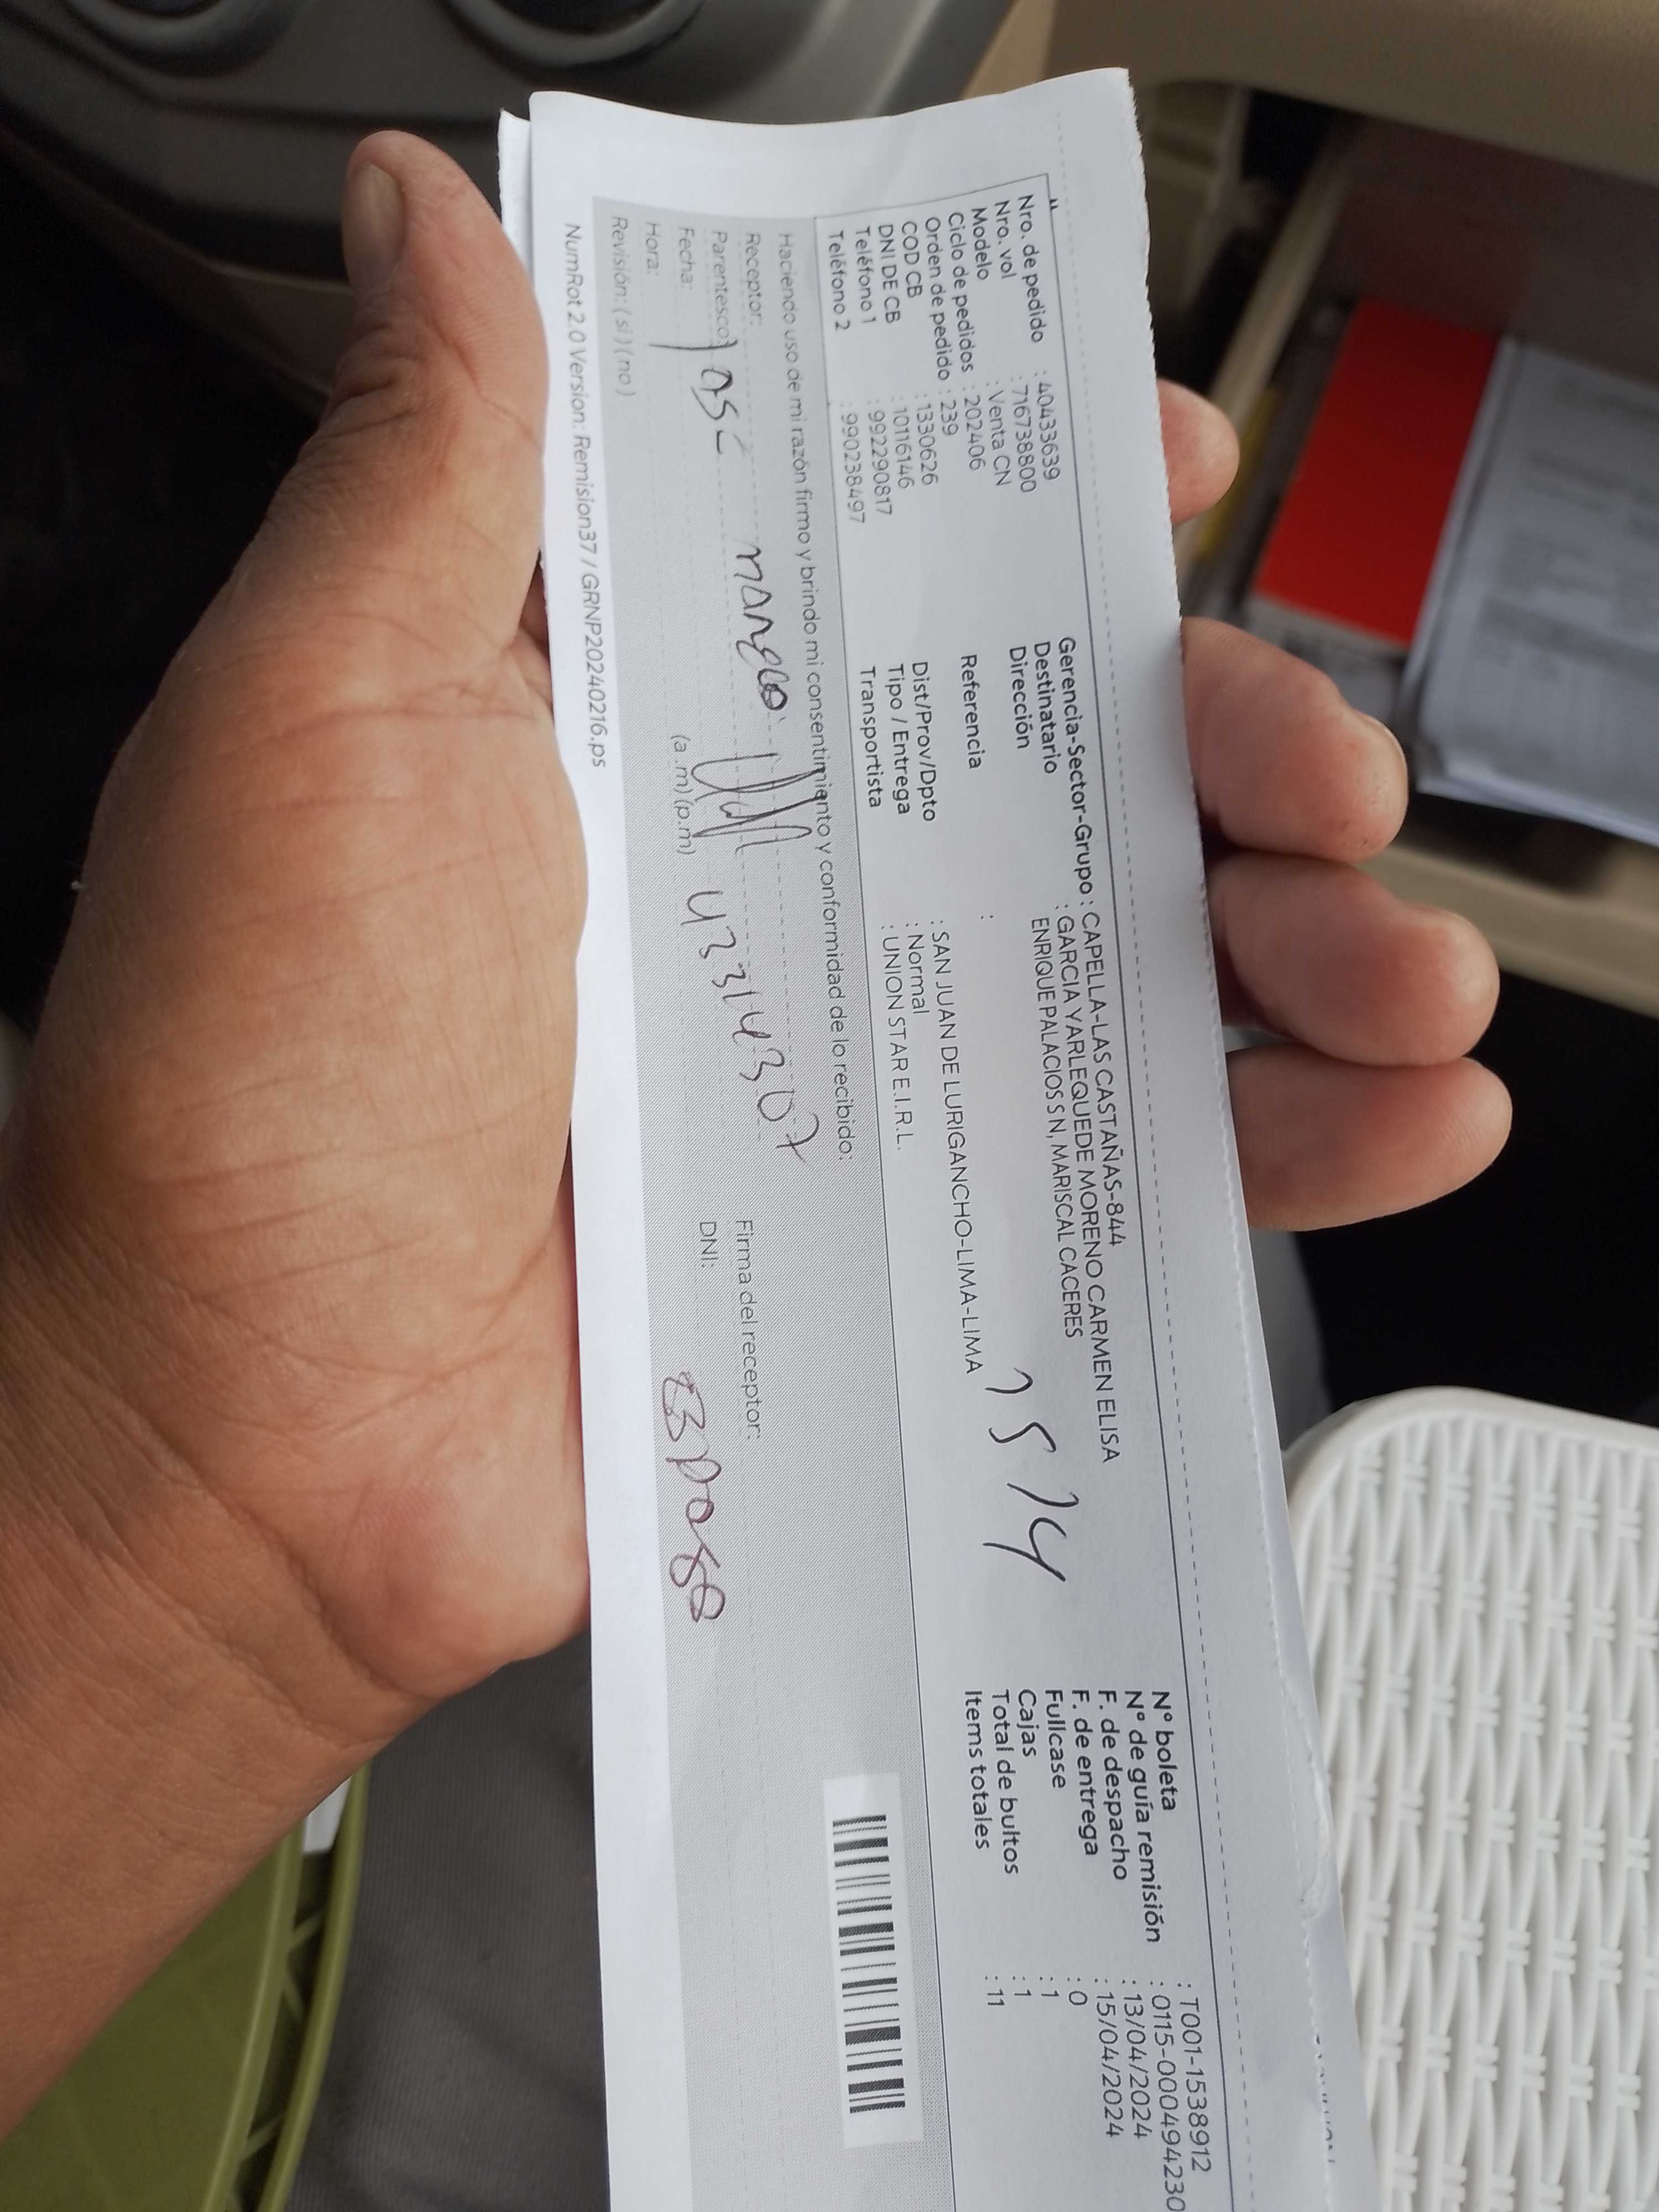 Nro. de pedido : 40433639
Nro. vol : 716738800
Modelo : Venta CN
Ciclo de pedidos : 202406
Orden de pedido : 239
COD CB : 1330626
DNI DE CB : 10116146
Teléfono 1 : 992290817
Teléfono 2 : 990238497
Gerencia-Sector-Grupo : CAPELLA-LAS CASTAÑAS-844
Destinatario : GARCIA YARLEQUEDE MORENO CARMEN ELISA
Dirección ENRIQUE PALACIOS S N, MARISCAL CACERES
Referencia :
Dist/Prov/Dpto : SAN JUAN DE LURIGANCHO-LIMA-LIMA
Tipo / Entrega : Normal
Transportista : UNION STAR E.I.R.L.
N° boleta : T001-1538912
N° de guía remisión : 0115-000494230
F. de despacho : 13/04/2024
F. de entrega : 15/04/2024
Fullcase : 0
Cajas : 1
Total de bultos : 1
Items totales : 11
Haciendo uso de mi razón firmo y brindo mi consentimiento y conformidad de lo recibido:
Receptor:
Parentesco:
Fecha:
Hora: (a .m) (p.m)
Revisión: ( si ) ( no )
José
43314307
Firma del receptor:
DNI:
esposo
NumRot 2.0 Version: Remision37 / GRNP20240216.ps